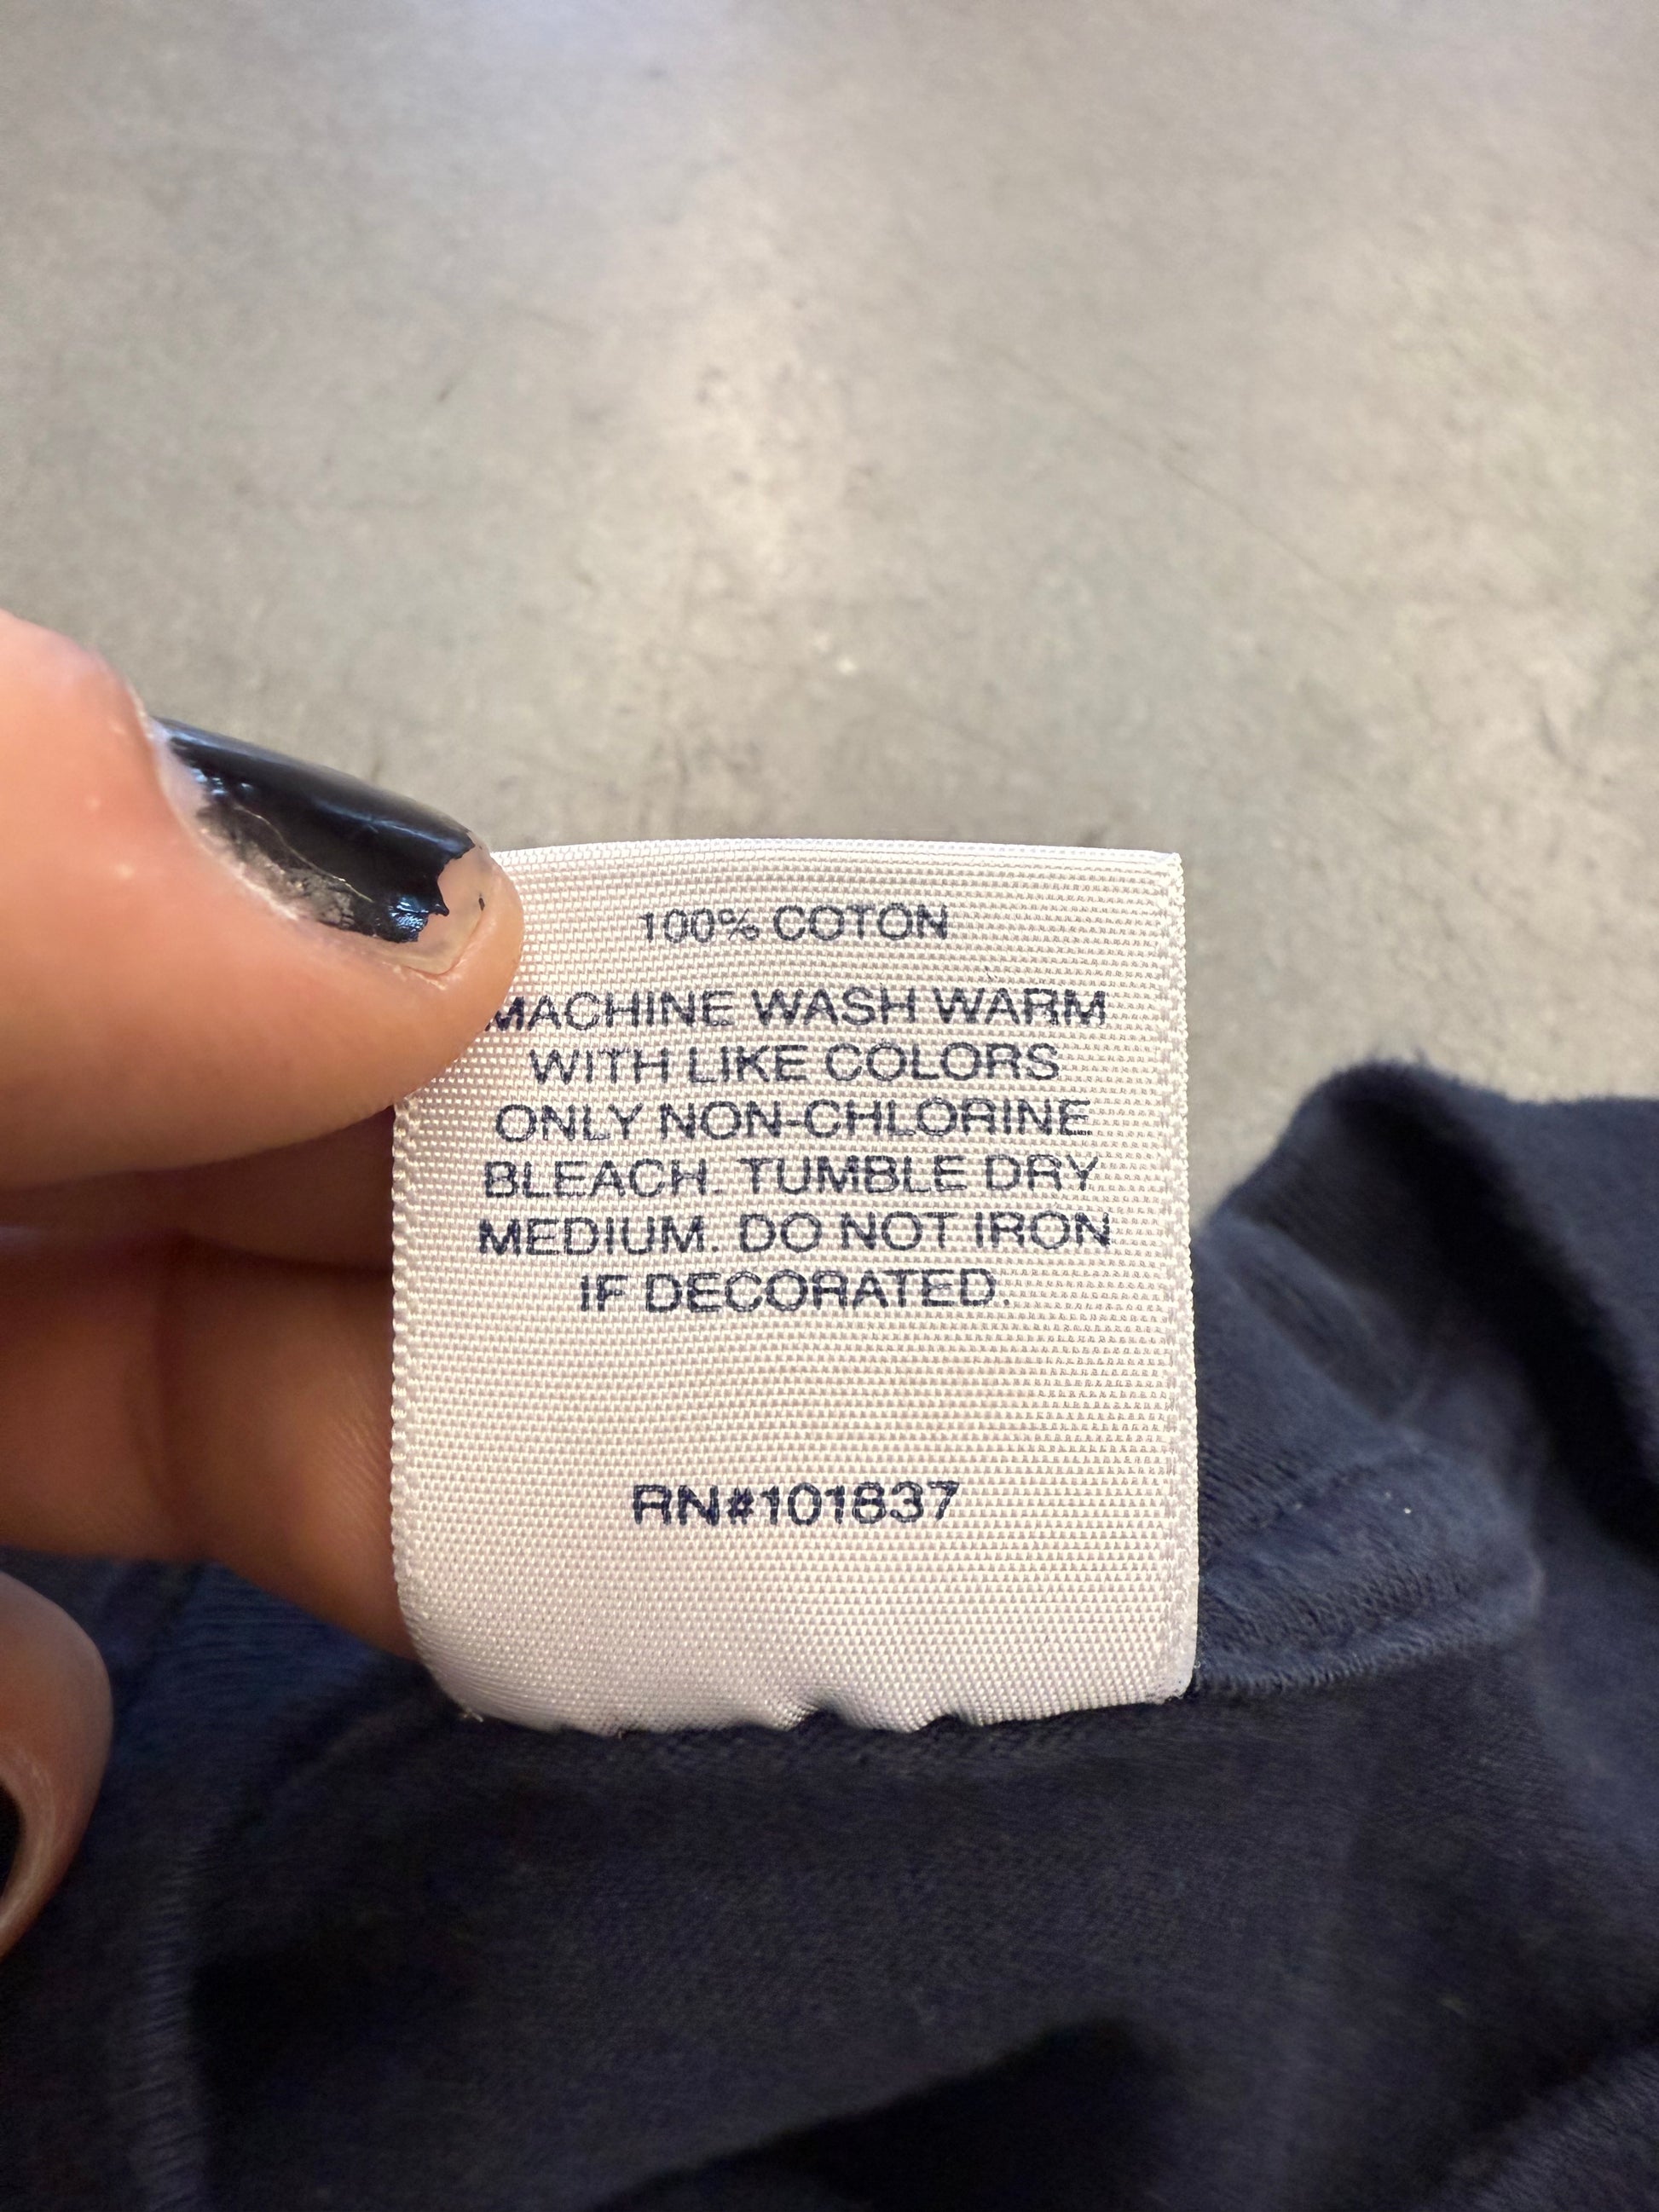 100% COTON
MACHINE WASH WARM
WITH LIKE COLORS
ONLY NON-CHLORINE
BLEACH. TUMBLE DRY
MEDIUM. DO NOT IRON
IF DECORATED.
RN#101837